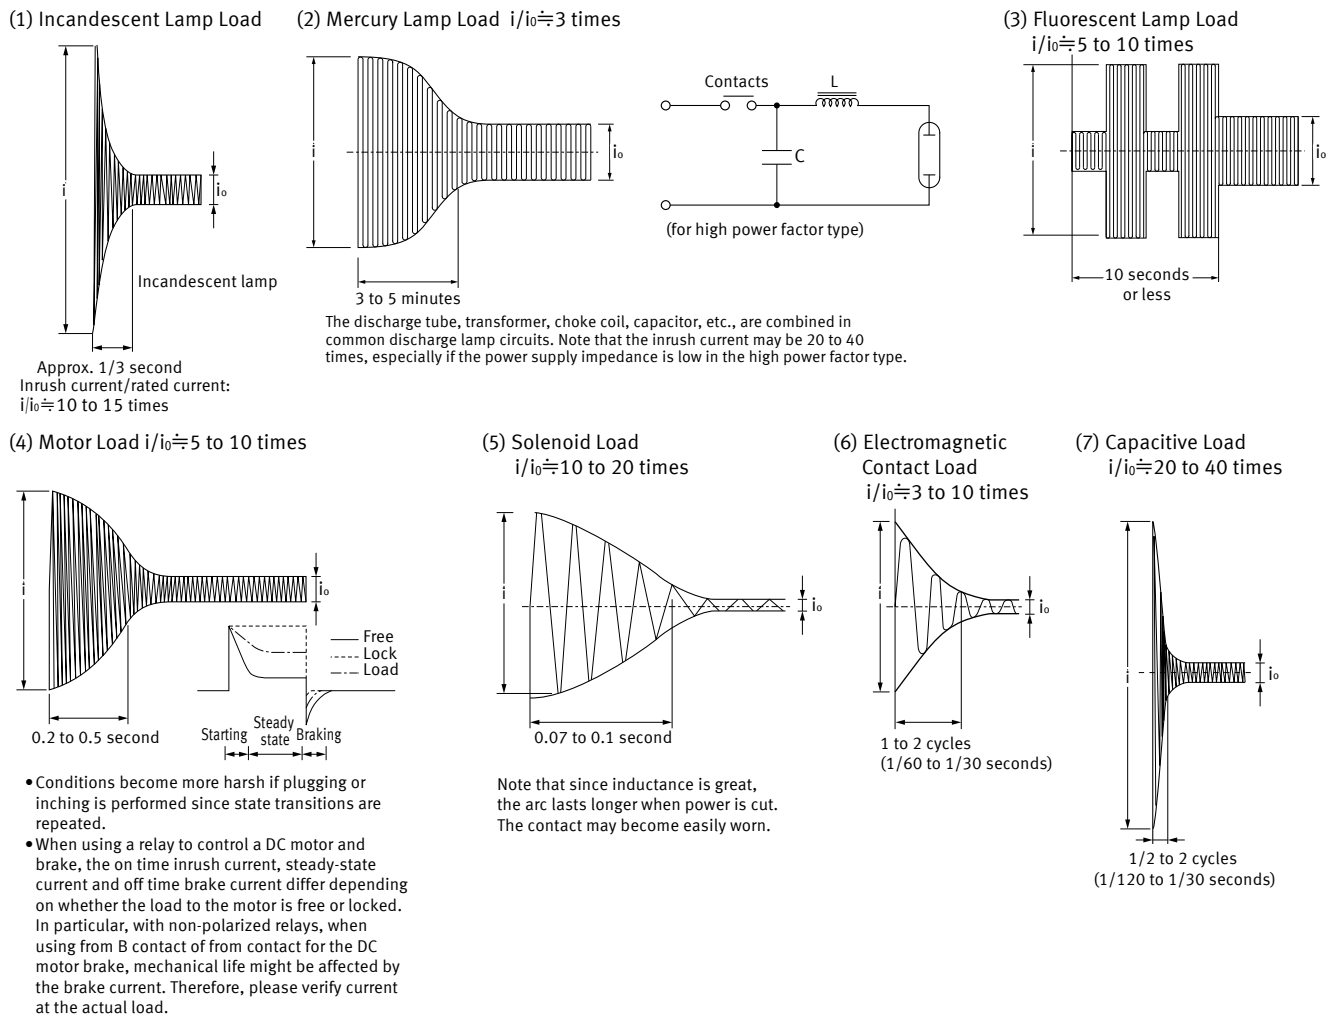 (1) Incandescent Lamp Load
i
i₀
Incandescent lamp
Approx. 1/3 second
Inrush current/rated current:
i/i₀≒10 to 15 times
(2) Mercury Lamp Load i/i₀≒3 times
i
i₀
3 to 5 minutes
Contacts
L
C
(for high power factor type)
The discharge tube, transformer, choke coil, capacitor, etc., are combined in
common discharge lamp circuits. Note that the inrush current may be 20 to 40
times, especially if the power supply impedance is low in the high power factor type.
(3) Fluorescent Lamp Load
i/i₀≒5 to 10 times
i
i₀
10 seconds
or less
(4) Motor Load i/i₀≒5 to 10 times
i
i₀
0.2 to 0.5 second
Free
Lock
Load
Starting
Steady
state
Braking
• Conditions become more harsh if plugging or
inching is performed since state transitions are
repeated.
• When using a relay to control a DC motor and
brake, the on time inrush current, steady-state
current and off time brake current differ depending
on whether the load to the motor is free or locked.
In particular, with non-polarized relays, when
using from B contact of from contact for the DC
motor brake, mechanical life might be affected by
the brake current. Therefore, please verify current
at the actual load.
(5) Solenoid Load
i/i₀≒10 to 20 times
i
i₀
0.07 to 0.1 second
Note that since inductance is great,
the arc lasts longer when power is cut.
The contact may become easily worn.
(6) Electromagnetic
Contact Load
i/i₀≒3 to 10 times
i
i₀
1 to 2 cycles
(1/60 to 1/30 seconds)
(7) Capacitive Load
i/i₀≒20 to 40 times
i
i₀
1/2 to 2 cycles
(1/120 to 1/30 seconds)